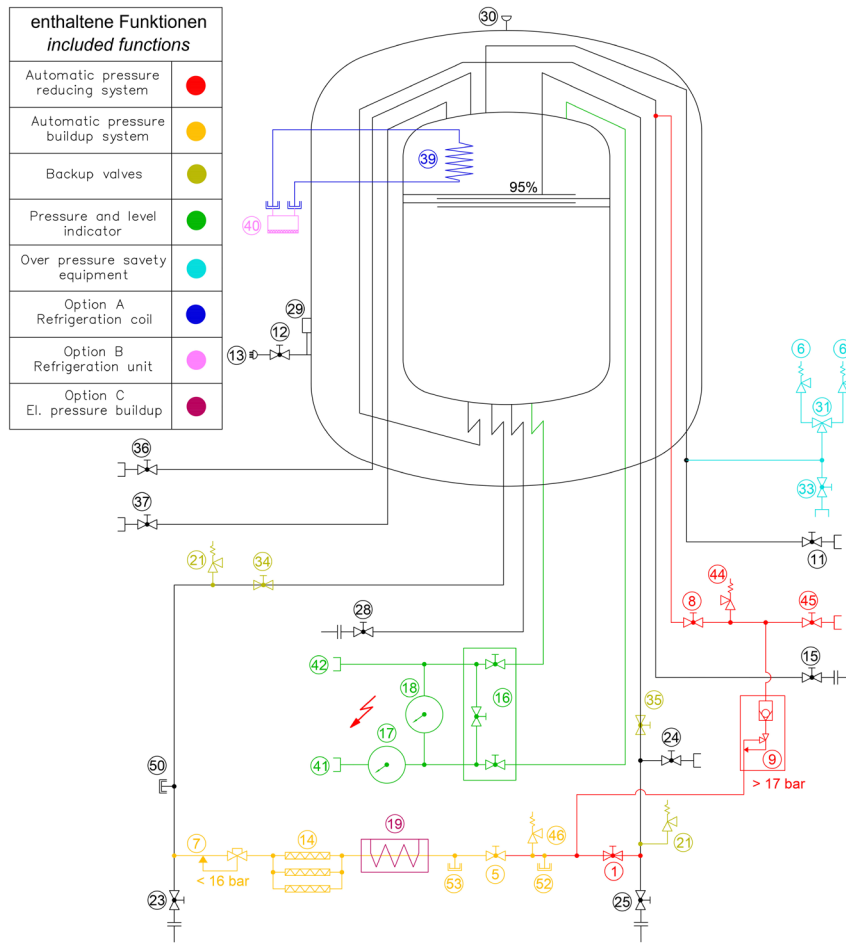 enthaltene Funktionen
included functions
Automatic pressure
reducing system
Automatic pressure
buildup system
Backup valves
Pressure and level
indicator
Over pressure savety
equipment
Option A
Refrigeration coil
Option B
Refrigeration unit
Option C
El. pressure buildup
30
39
95%
40
29
12
13
6
6
31
33
36
37
11
21
34
44
8
45
28
15
42
18
16
35
17
24
41
50
9
> 17 bar
7
14
19
46
21
< 16 bar
53
5
52
1
23
25